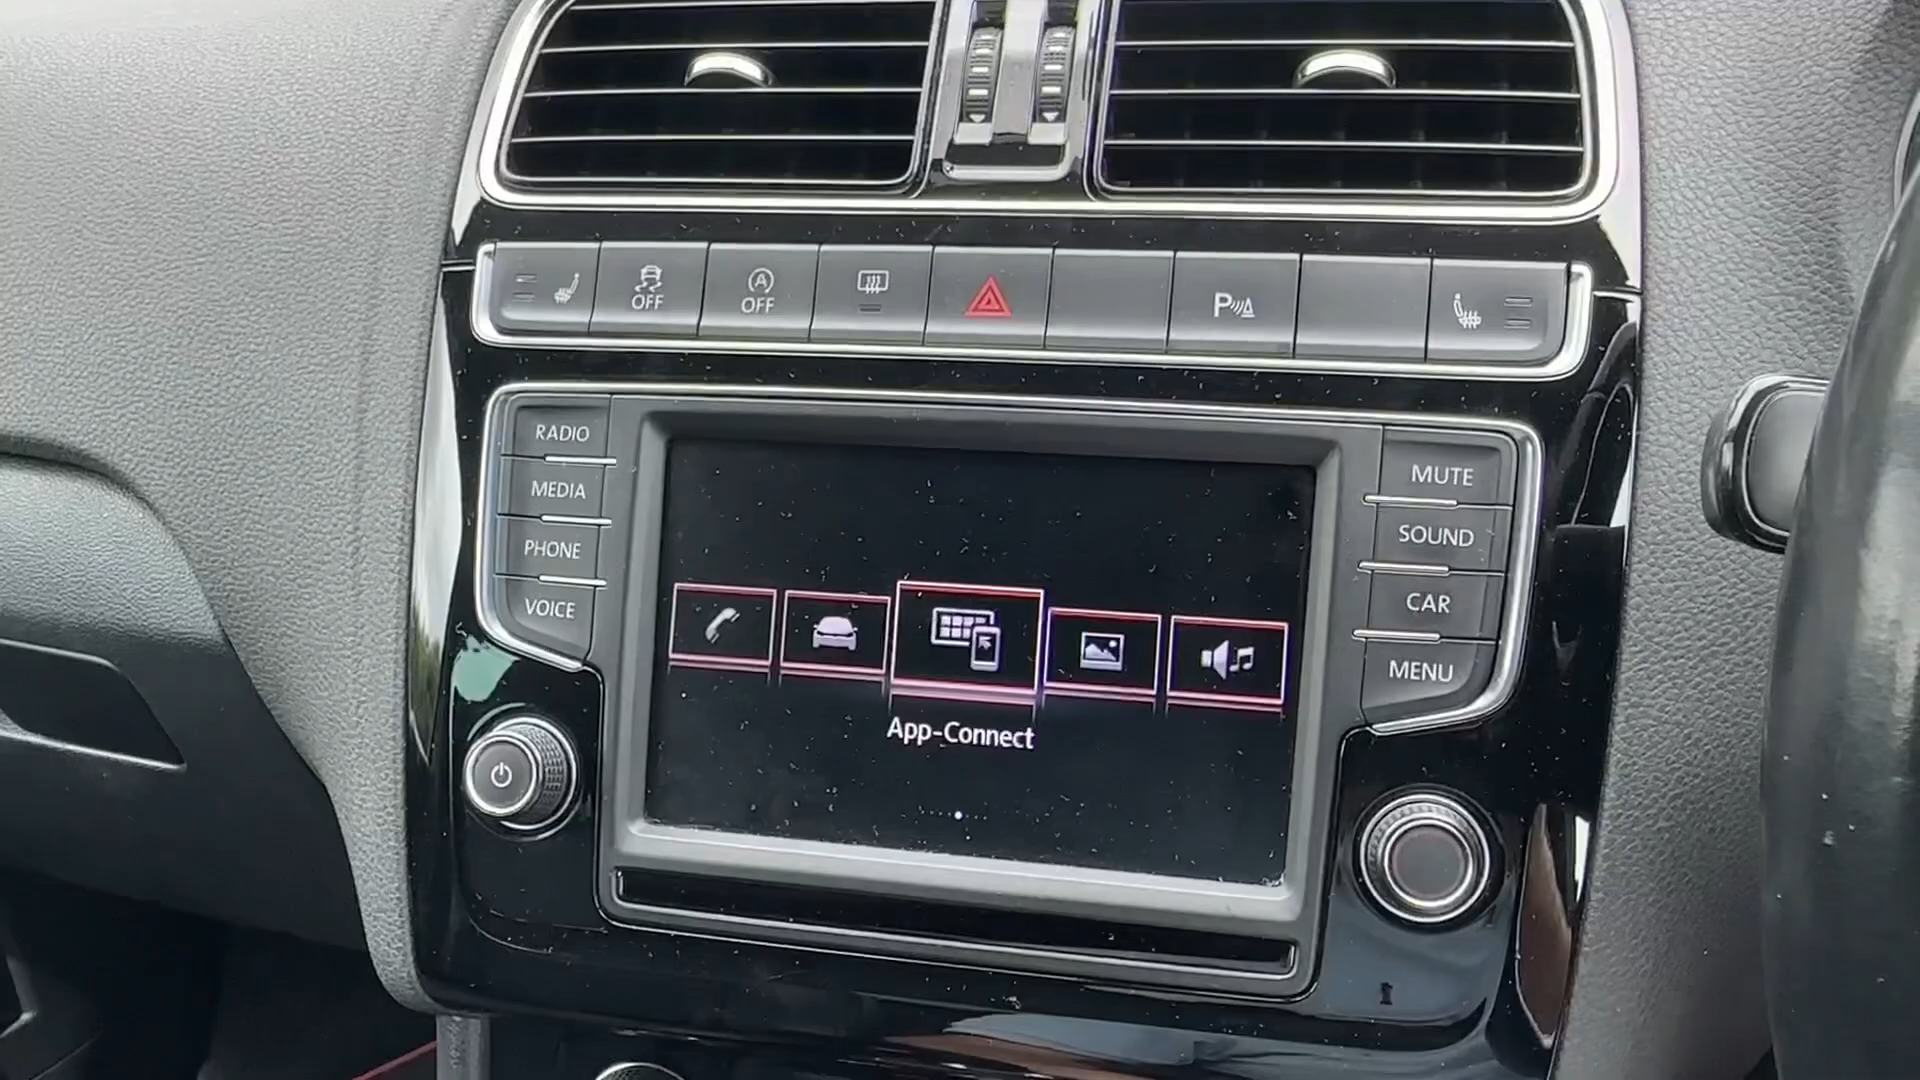 OFF
OFF
P
RADIO
MEDIA
PHONE
VOICE
App-Connect
MUTE
SOUND
CAR
MENU